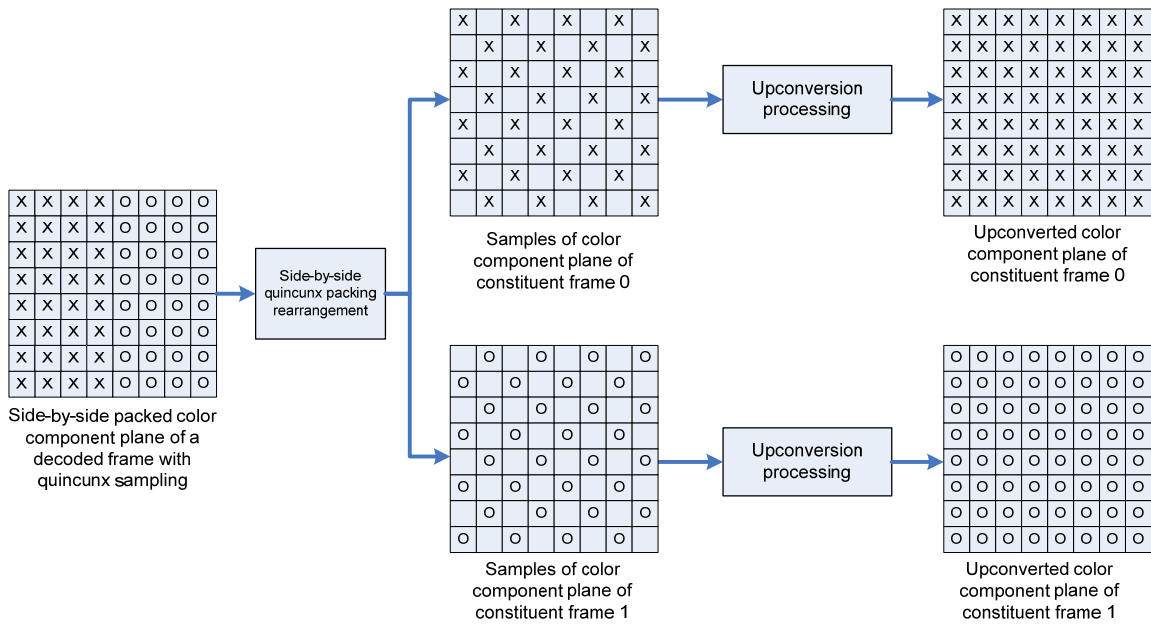 X X X X O O O O
X X X X O O O O
X X X X O O O O
X X X X O O O O
X X X X O O O O
X X X X O O O O
X X X X O O O O
X X X X O O O O
Side-by-side packed color
component plane of a
decoded frame with
quincunx sampling
Side-by-side
quincunx packing
rearrangement
X X X X
X X X X
X X X X
X X X X
X X X X
X X X X
X X X X
X X X X
Samples of color
component plane of
constituent frame 0
Upconversion
processing
X X X X X X X X
X X X X X X X X
X X X X X X X X
X X X X X X X X
X X X X X X X X
X X X X X X X X
X X X X X X X X
X X X X X X X X
Upconverted color
component plane of
constituent frame 0
O O O O
O O O O
O O O O
O O O O
O O O O
O O O O
O O O O
O O O O
Samples of color
component plane of
constituent frame 1
Upconversion
processing
O O O O O O O O
O O O O O O O O
O O O O O O O O
O O O O O O O O
O O O O O O O O
O O O O O O O O
O O O O O O O O
O O O O O O O O
Upconverted color
component plane of
constituent frame 1